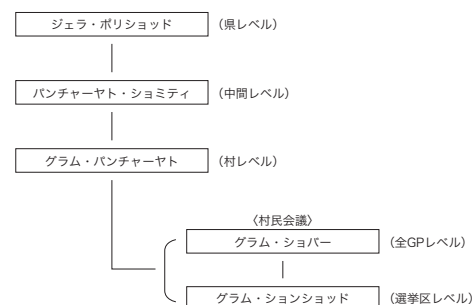 ジェラ・ポリショッド （県レベル）
パンチャーヤト・ショミティ （中間レベル）
グラム・パンチャーヤト （村レベル）
〈村民会議〉
グラム・ショバー （全GPレベル）
グラム・ションショッド （選挙区レベル）